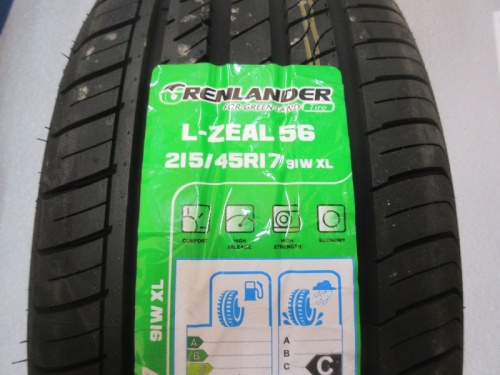 GRENLANDER
FOR GREEN LAND Tire
L-ZEAL 56
215/45R17 91W XL
COMFORT HIGH MILEAGE HIGH STRENGTH ECONOMY
91W XL
A
B
A
B
C
C